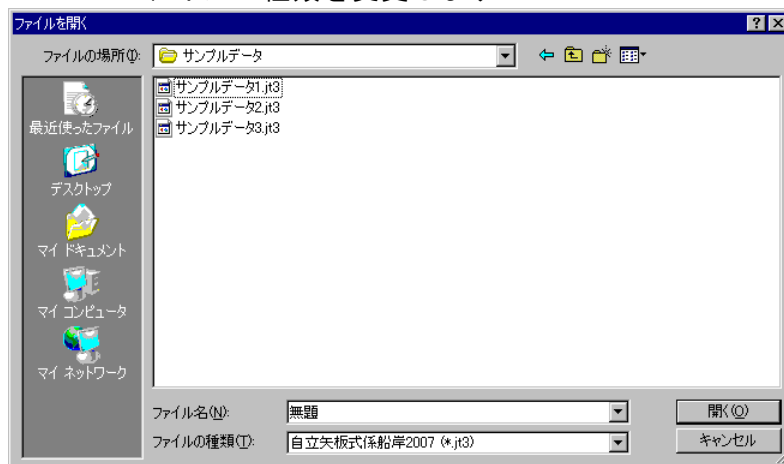 ファイルを開く
ファイルの場所(I):
サンプルデータ
サンプルデータ1.jt3
サンプルデータ2.jt3
サンプルデータ3.jt3
最近使ったファイル
デスクトップ
マイ ドキュメント
マイ コンピュータ
マイ ネットワーク
ファイル名(N):
無題
開く(O)
ファイルの種類(T):
自立矢板式係船岸2007 (*.jt3)
キャンセル